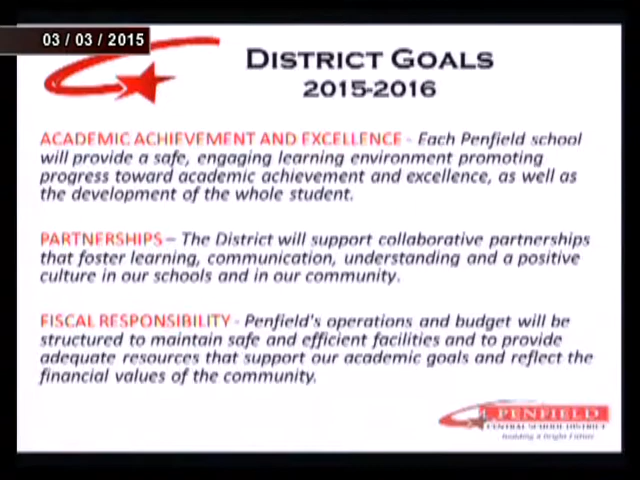 03 / 03 / 2015
DISTRICT GOALS
2015-2016
ACADEMIC ACHIEVEMENT AND EXCELLENCE - Each Penfield school
will provide a safe, engaging learning environment promoting
progress toward academic achievement and excellence, as well as
the development of the whole student.
PARTNERSHIPS – The District will support collaborative partnerships
that foster learning, communication, understanding and a positive
culture in our schools and in our community.
FISCAL RESPONSIBILITY - Penfield's operations and budget will be
structured to maintain safe and efficient facilities and to provide
adequate resources that support our academic goals and reflect the
financial values of the community.
PENFIELD
CENTRAL SCHOOL DISTRICT
Building a Bright Future